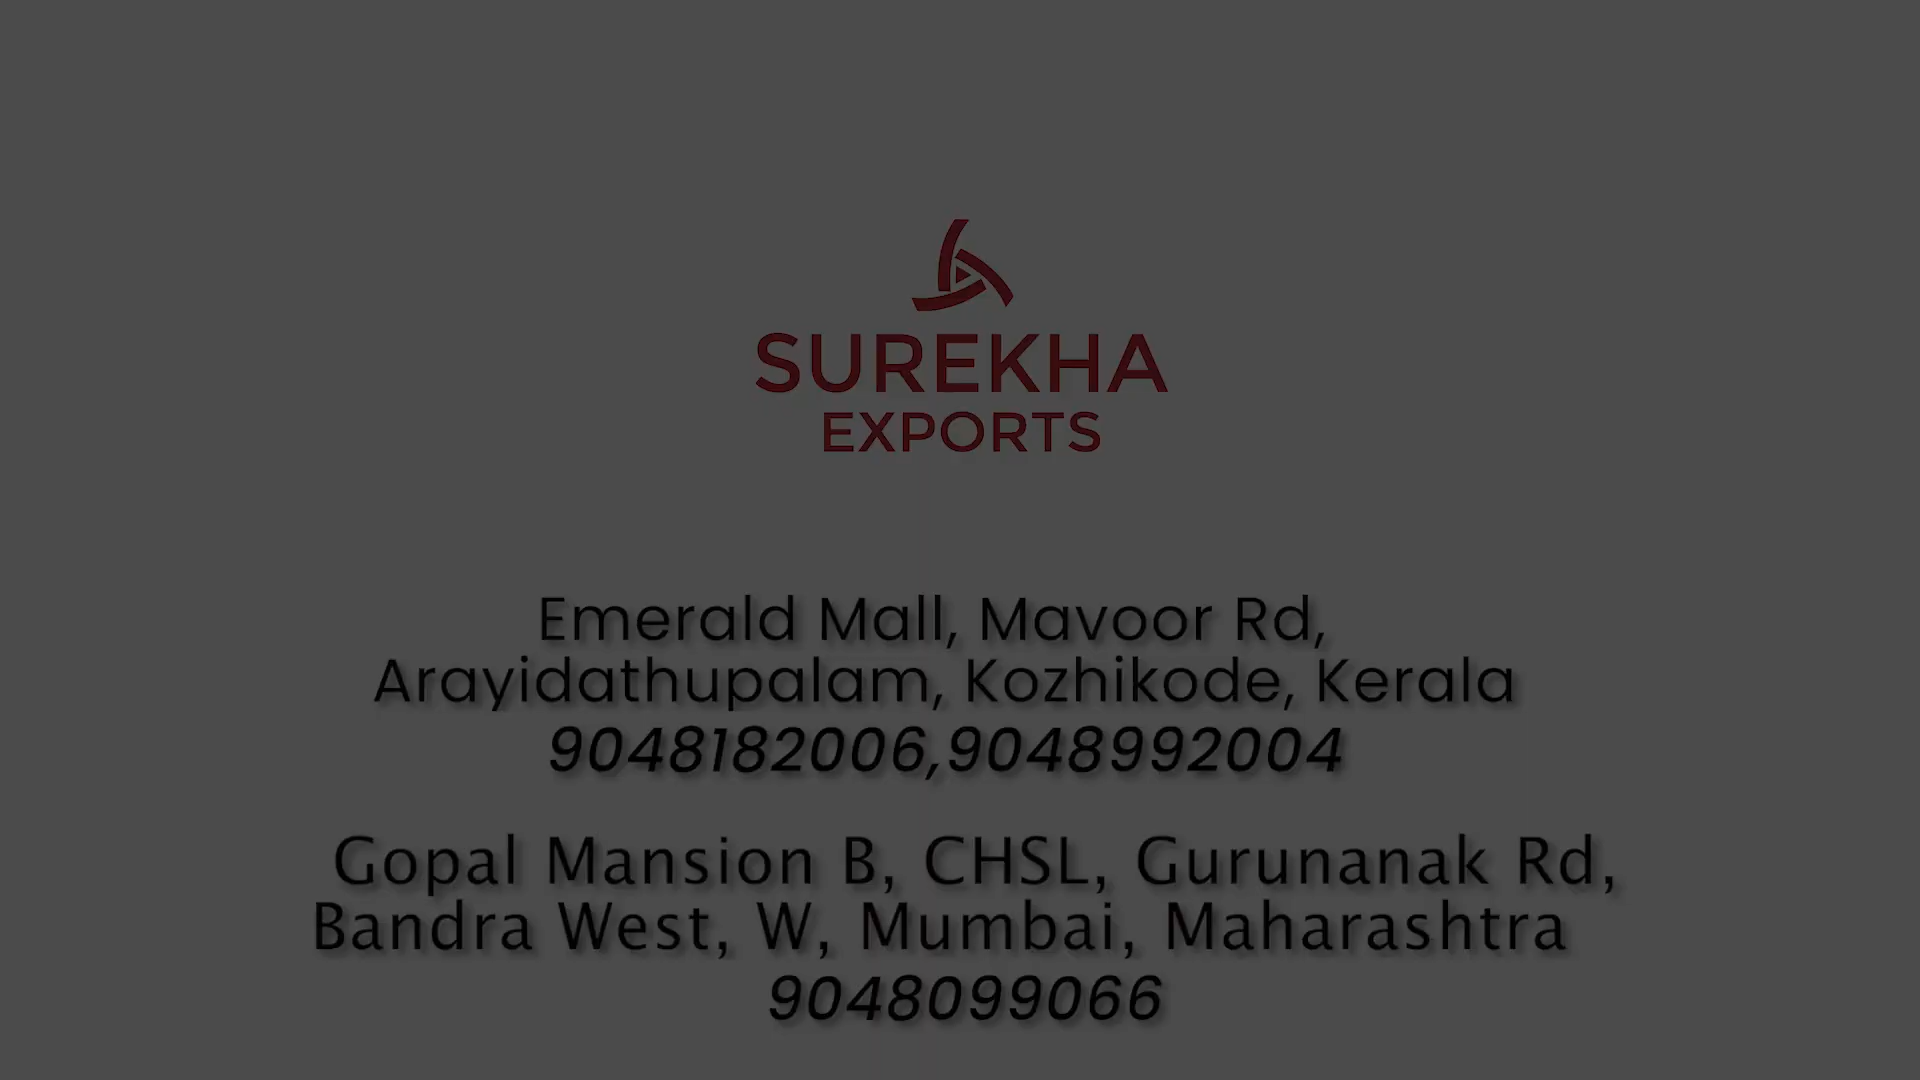 SUREKHA
EXPORTS
Emerald Mall, Mavoor Rd,
Arayidathupalam, Kozhikode, Kerala
9048182006,9048992004
Gopal Mansion B, CHSL, Gurunanak Rd,
Bandra West, W, Mumbai, Maharashtra
9048099066